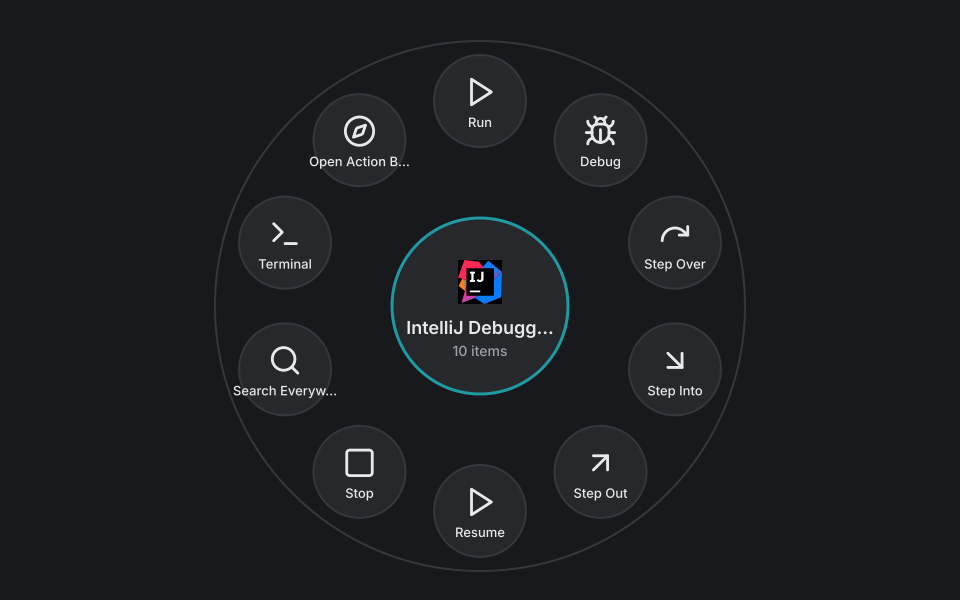 Run
Open Action B...
Debug
Terminal
Step Over
IJ
IntelliJ Debugg...
10 items
Search Everyw...
Step Into
Stop
Step Out
Resume